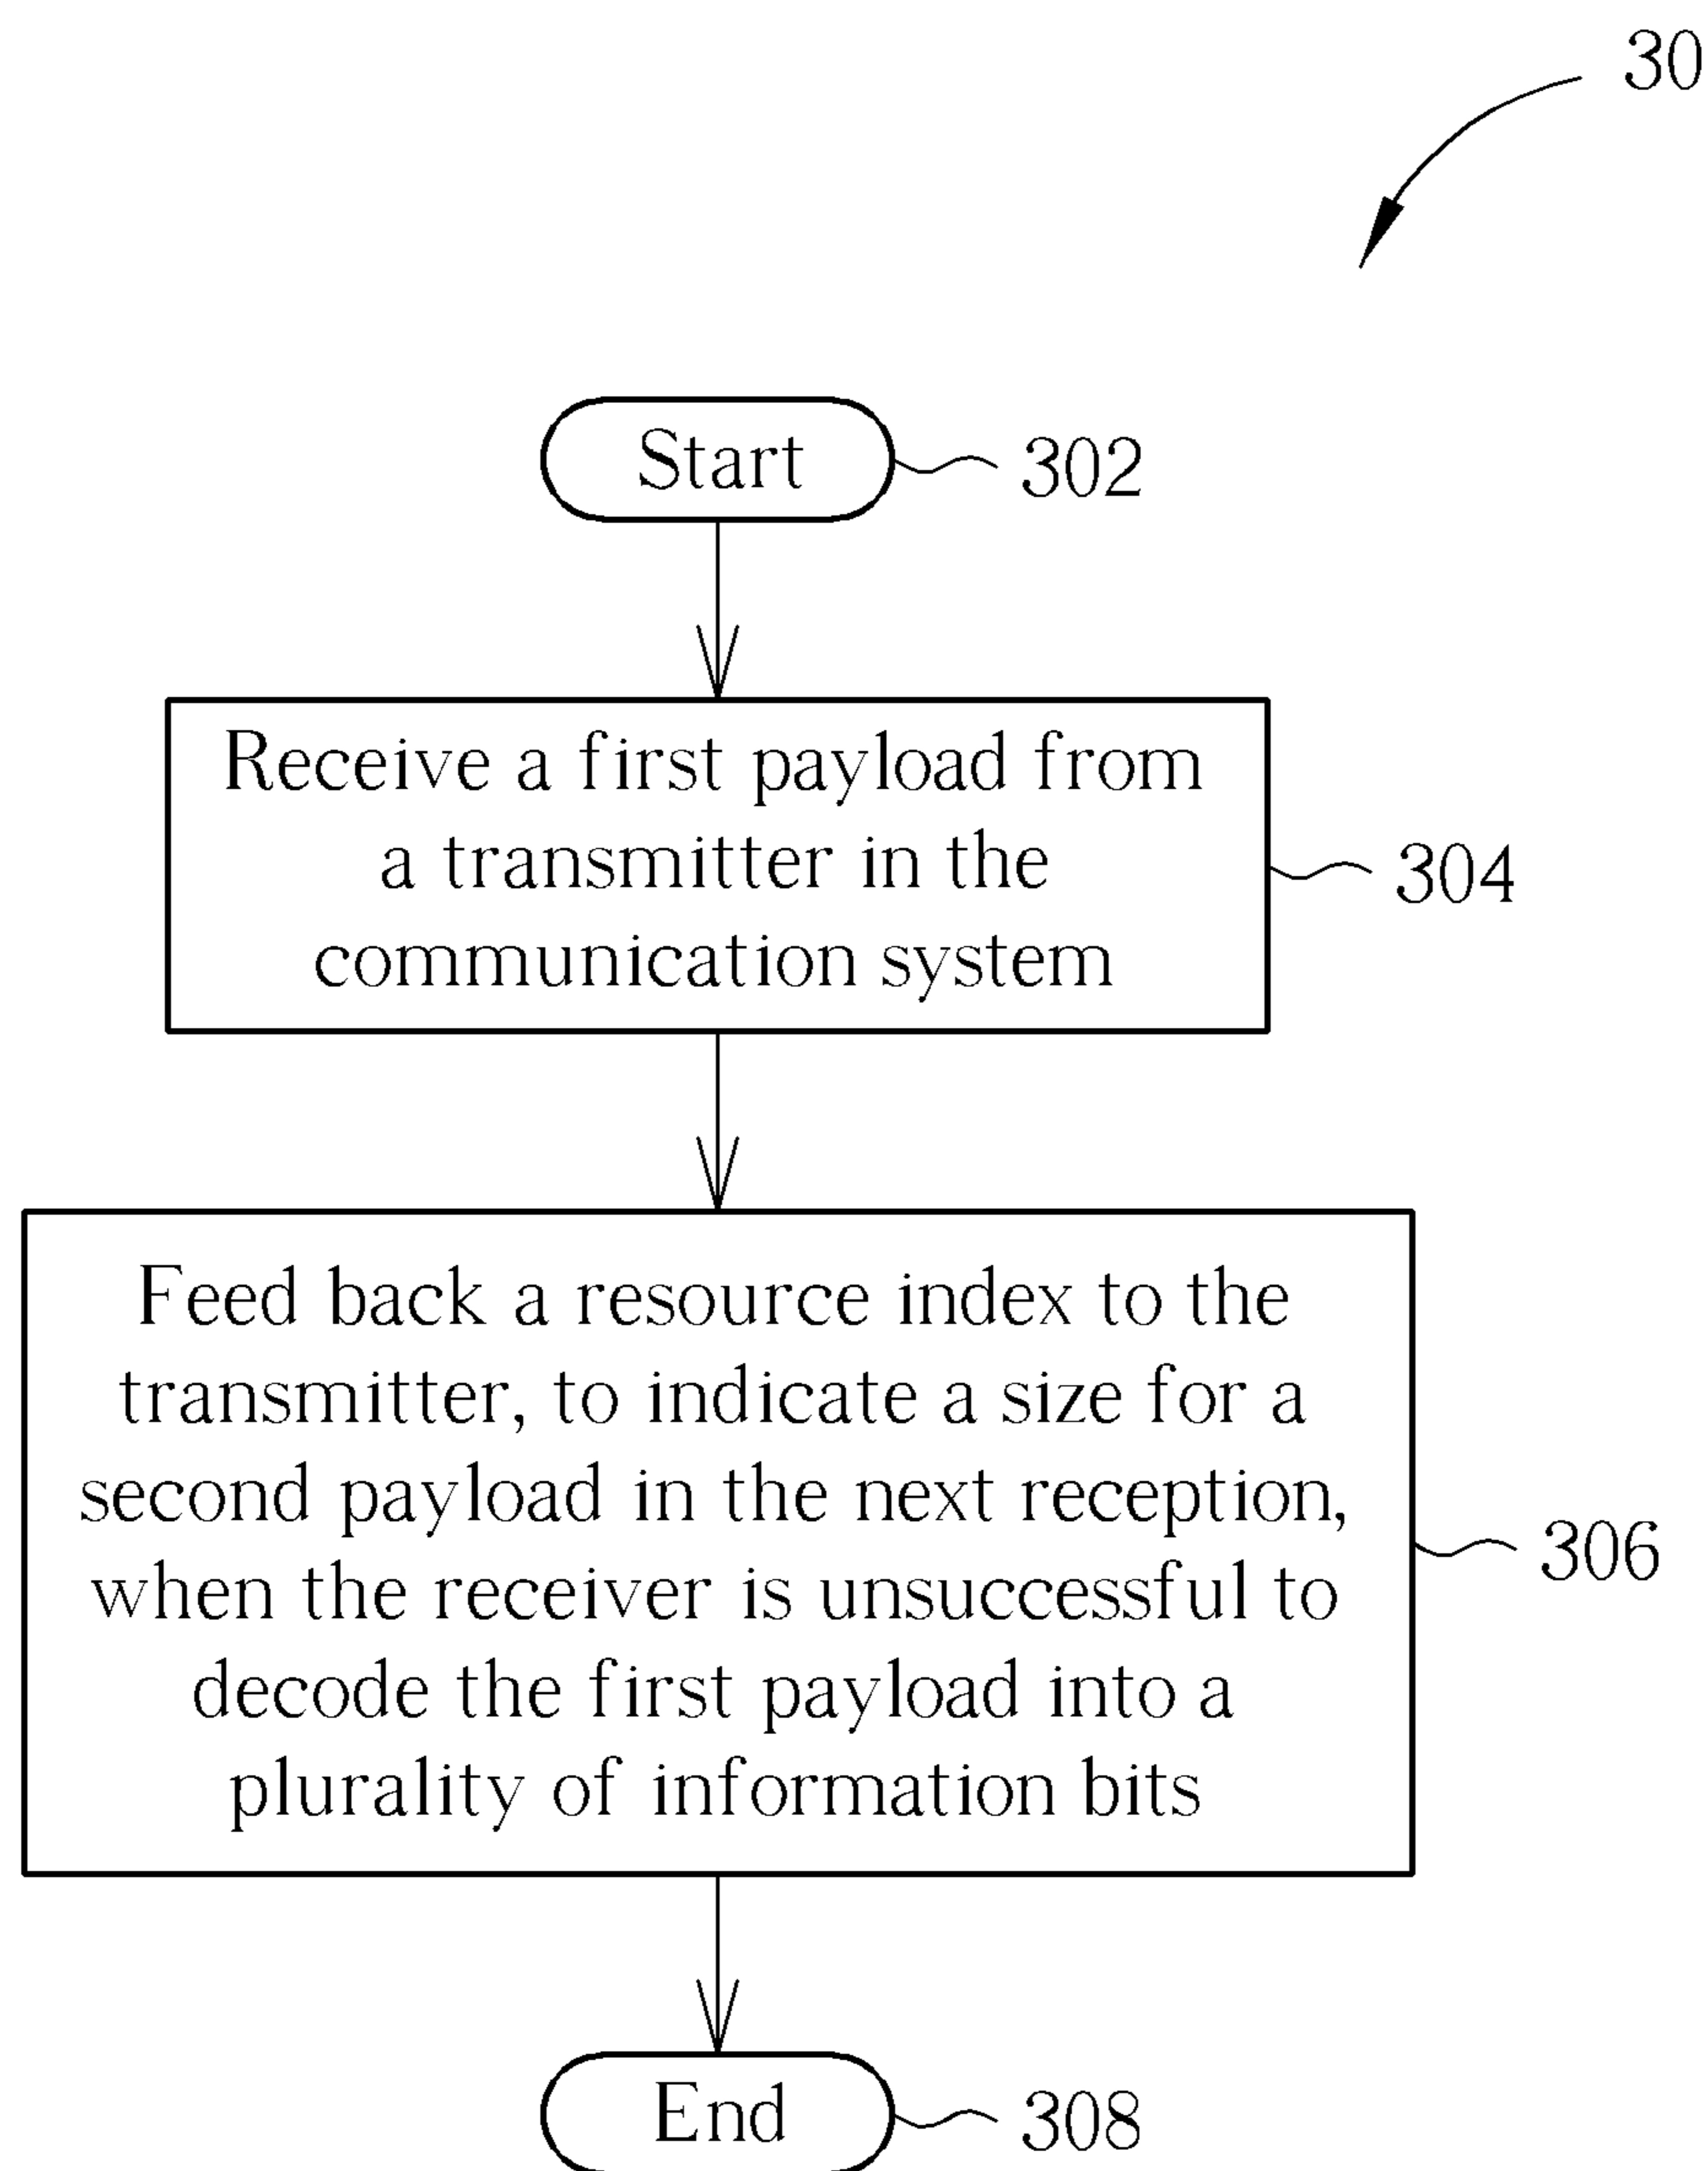 30
Start
302
Receive a first payload from
a transmitter in the
communication system
304
Feed back a resource index to the
transmitter, to indicate a size for a
second payload in the next reception,
when the receiver is unsuccessful to
decode the first payload into a
plurality of information bits
306
End
308